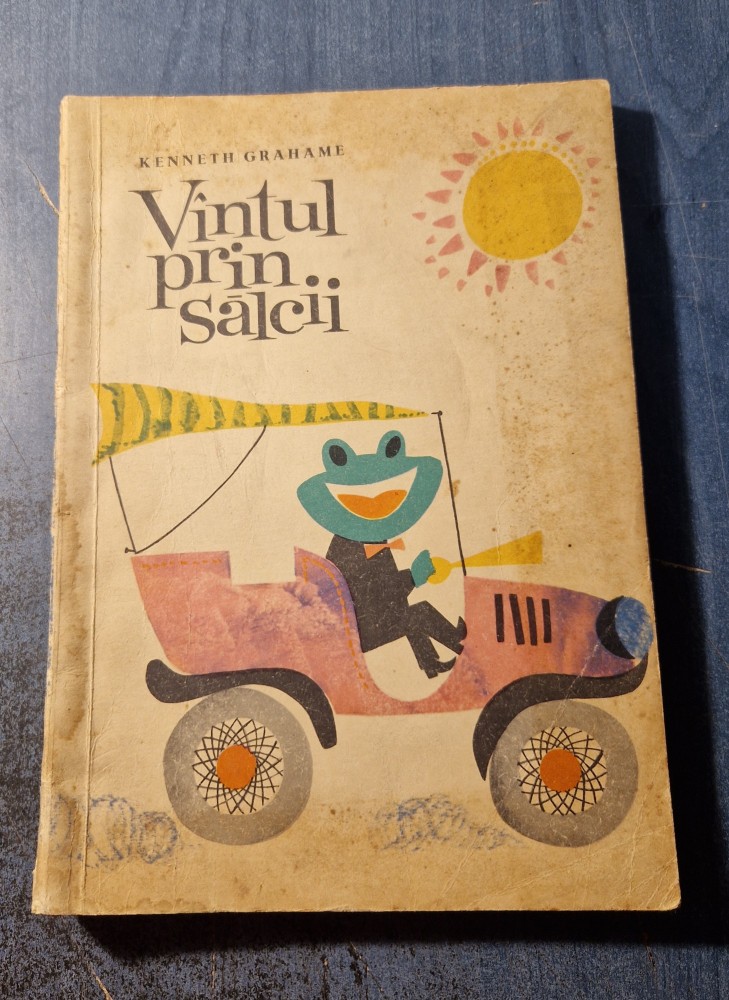 KENNETH GRAHAME
Vîntul
prin
sălcii